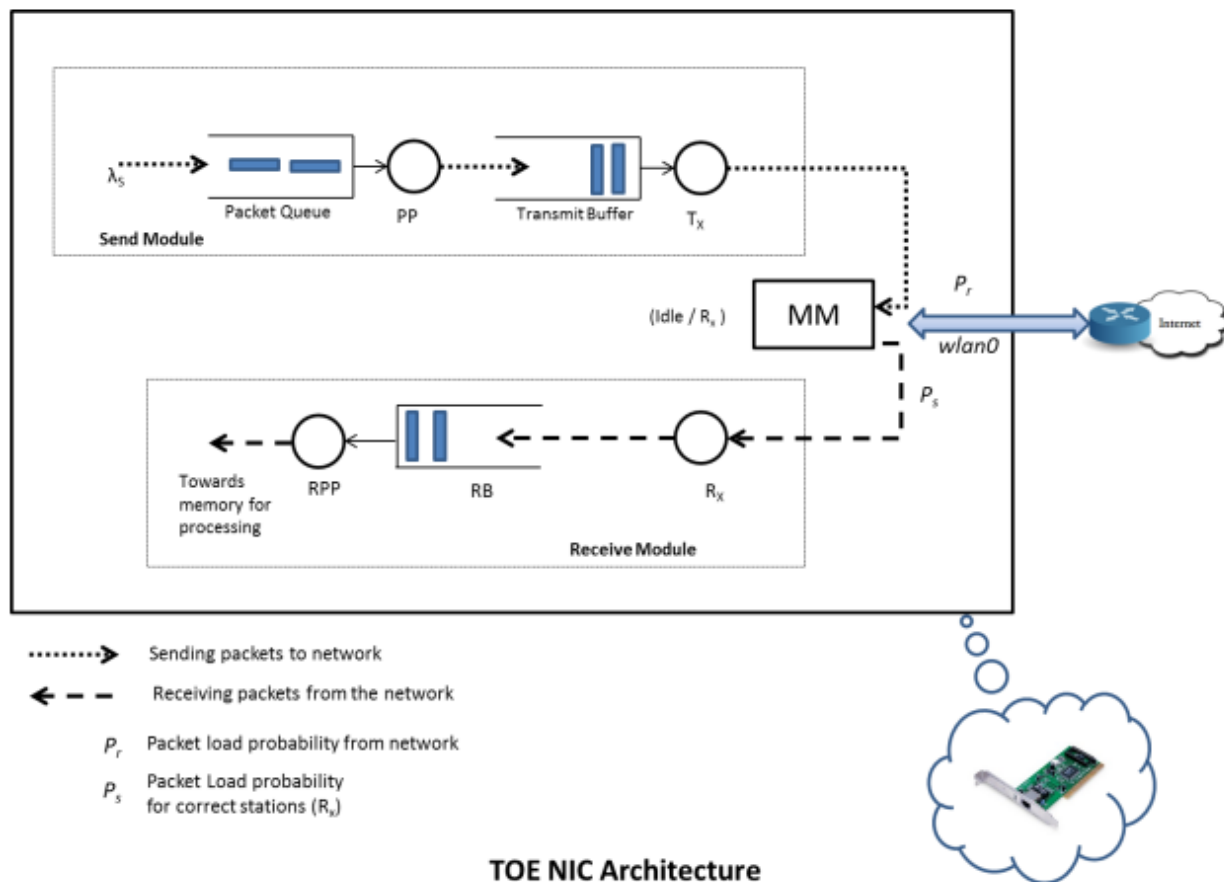 λS
Packet Queue
PP
Transmit Buffer
TX
Send Module
(Idle / Rx )
MM
Pr
wlan0
Internet
Ps
Towards
memory for
processing
RPP
RB
RX
Receive Module
Sending packets to network
Receiving packets from the network
Pr Packet load probability from network
Ps Packet Load probability
for correct stations (Rx)
TOE NIC Architecture